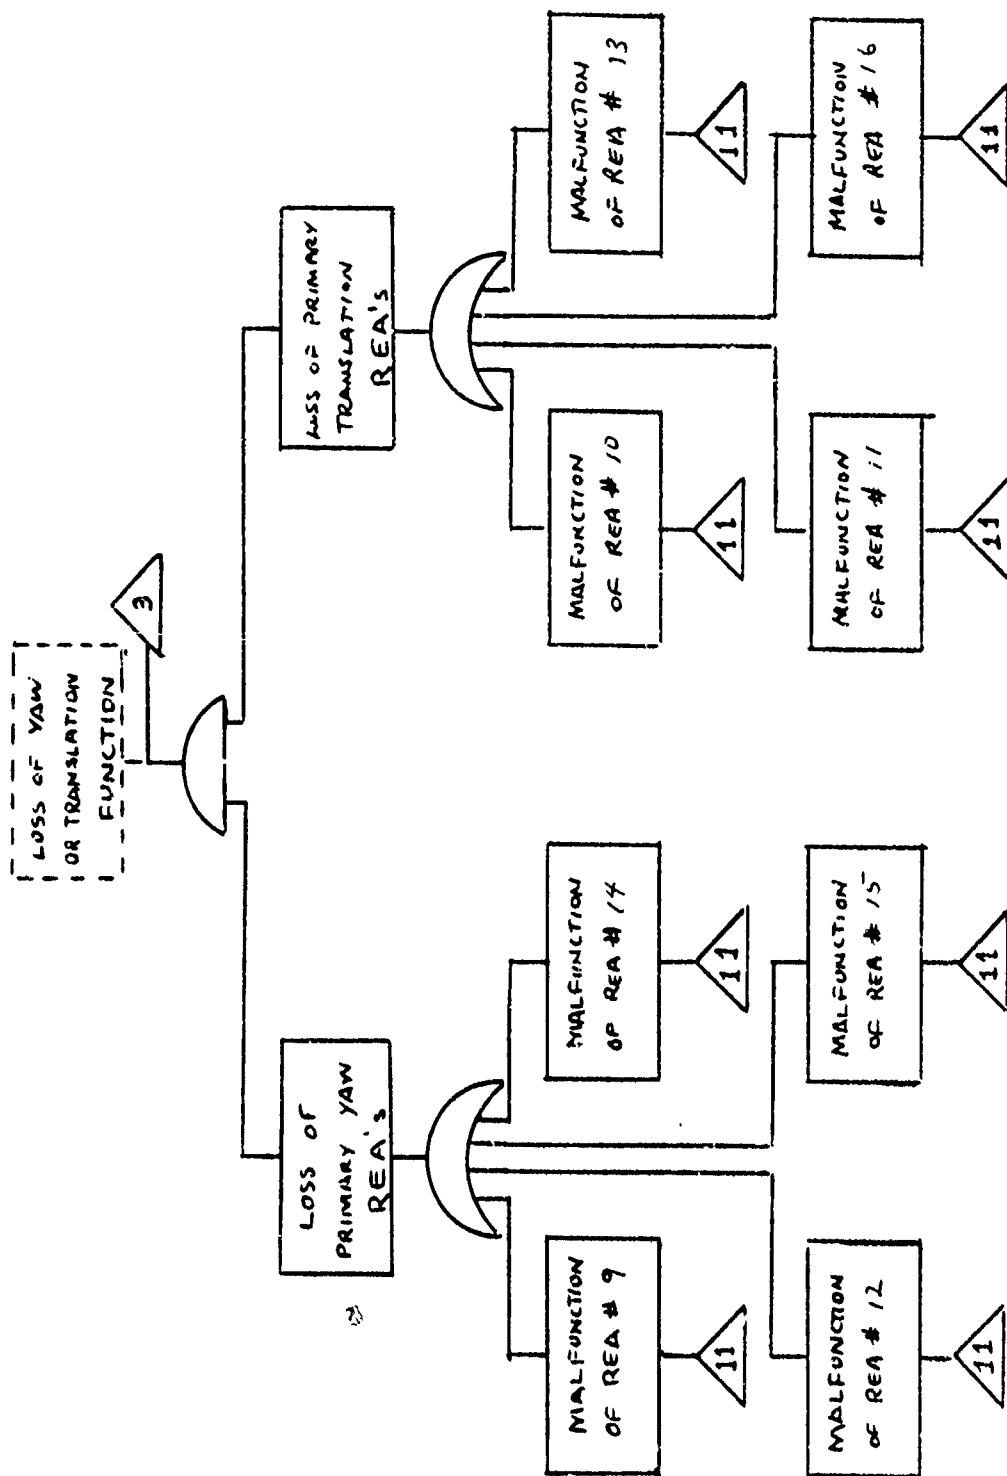 LOSS OF YAW
OR TRANSLATION
FUNCTION
3
LOSS OF
PRIMARY YAW
REA's
LOSS OF PRIMARY
TRANSLATION
REA's
MALFUNCTION
OF REA # 9
11
MALFUNCTION
OF REA # 14
11
MALFUNCTION
OF REA # 10
11
MALFUNCTION
OF REA # 13
11
MALFUNCTION
OF REA # 12
11
MALFUNCTION
OF REA # 15
11
MALFUNCTION
OF REA # 11
11
MALFUNCTION
OF REA # 16
11